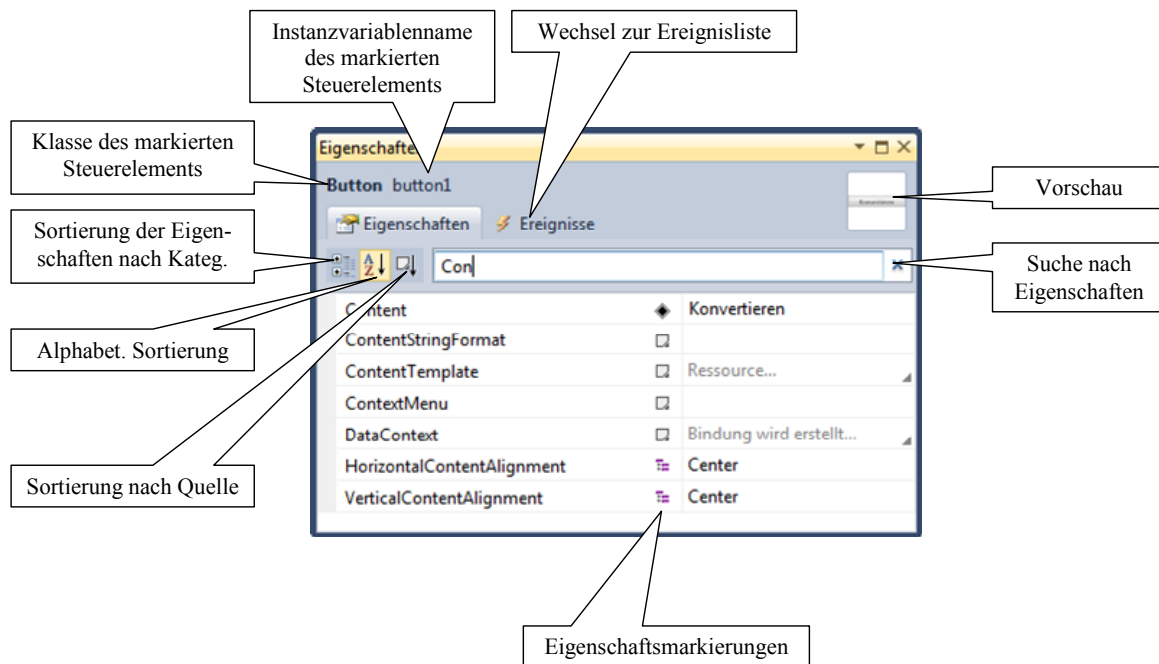 Instanzvariablenname
des markierten
Steuerelements
Wechsel zur Ereignisliste
Klasse des markierten
Steuerelements
Sortierung der Eigen-
schaften nach Kateg.
Alphabet. Sortierung
Sortierung nach Quelle
Eigenschafte
Button button1
Eigenschaften
Ereignisse
Con
Content Konvertieren
ContentStringFormat
ContentTemplate Ressource...
ContextMenu
DataContext Bindung wird erstellt...
HorizontalContentAlignment Center
VerticalContentAlignment Center
Vorschau
Suche nach
Eigenschaften
Eigenschaftsmarkierungen